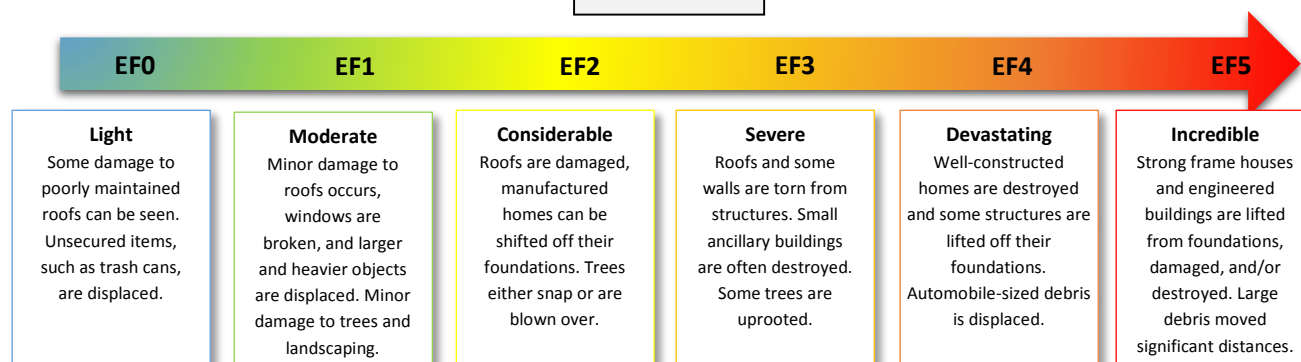 EF0
EF1
EF2
EF3
EF4
EF5
Light
Some damage to
poorly maintained
roofs can be seen.
Unsecured items,
such as trash cans,
are displaced.
Moderate
Minor damage to
roofs occurs,
windows are
broken, and larger
and heavier objects
are displaced. Minor
damage to trees and
landscaping.
Considerable
Roofs are damaged,
manufactured
homes can be
shifted off their
foundations. Trees
either snap or are
blown over.
Severe
Roofs and some
walls are torn from
structures. Small
ancillary buildings
are often destroyed.
Some trees are
uprooted.
Devastating
Well-constructed
homes are destroyed
and some structures are
lifted off their
foundations.
Automobile-sized debris
is displaced.
Incredible
Strong frame houses
and engineered
buildings are lifted
from foundations,
damaged, and/or
destroyed. Large
debris moved
significant distances.